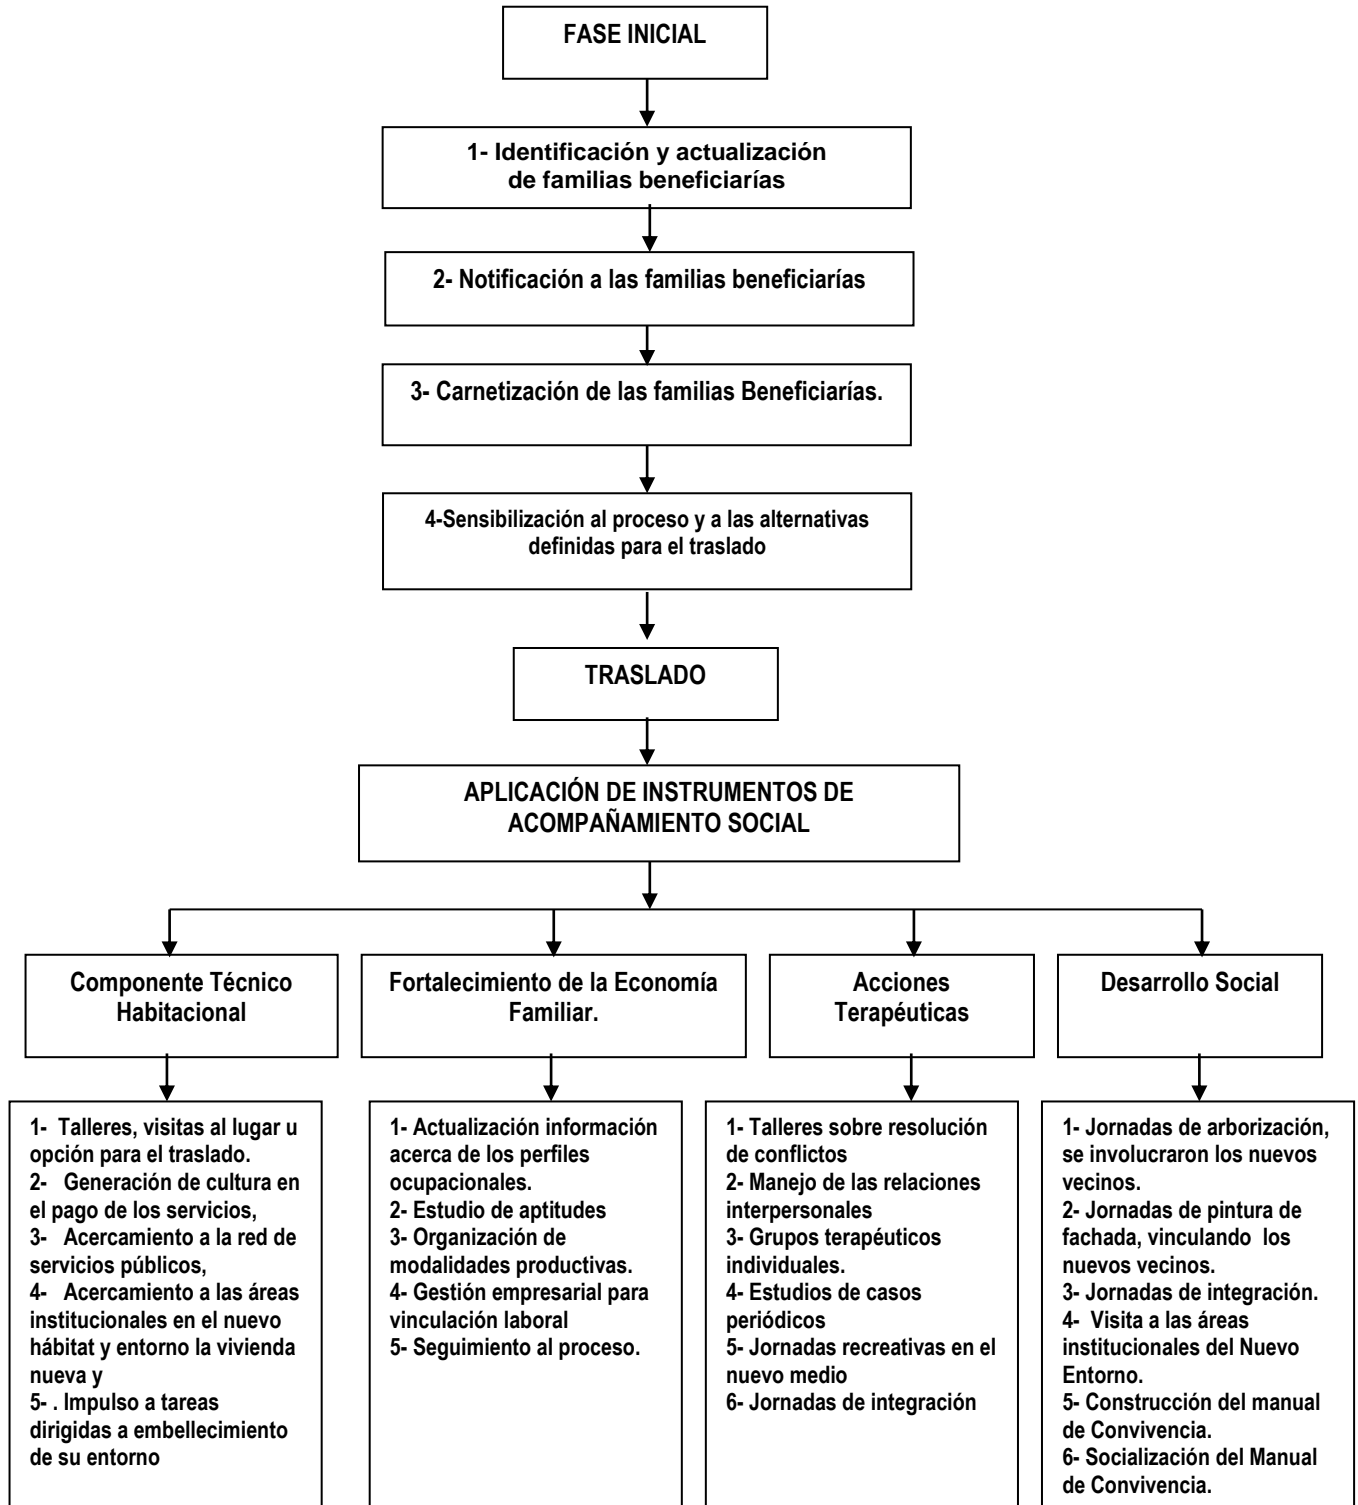 FASE INICIAL
1- Identificación y actualización
de familias beneficiarías
2- Notificación a las familias beneficiarías
3- Carnetización de las familias Beneficiarías.
4-Sensibilización al proceso y a las alternativas
definidas para el traslado
TRASLADO
APLICACIÓN DE INSTRUMENTOS DE
ACOMPAÑAMIENTO SOCIAL
Componente Técnico
Habitacional
Fortalecimiento de la Economía
Familiar.
Acciones
Terapéuticas
Desarrollo Social
1- Talleres, visitas al lugar u
opción para el traslado.
2- Generación de cultura en
el pago de los servicios,
3- Acercamiento a la red de
servicios públicos,
4- Acercamiento a las áreas
institucionales en el nuevo
hábitat y entorno la vivienda
nueva y
5- . Impulso a tareas
dirigidas a embellecimiento
de su entorno
1- Actualización información
acerca de los perfiles
ocupacionales.
2- Estudio de aptitudes
3- Organización de
modalidades productivas.
4- Gestión empresarial para
vinculación laboral
5- Seguimiento al proceso.
1- Talleres sobre resolución
de conflictos
2- Manejo de las relaciones
interpersonales
3- Grupos terapéuticos
individuales.
4- Estudios de casos
periódicos
5- Jornadas recreativas en el
nuevo medio
6- Jornadas de integración
1- Jornadas de arborización,
se involucraron los nuevos
vecinos.
2- Jornadas de pintura de
fachada, vinculando los
nuevos vecinos.
3- Jornadas de integración.
4- Visita a las áreas
institucionales del Nuevo
Entorno.
5- Construcción del manual
de Convivencia.
6- Socialización del Manual
de Convivencia.